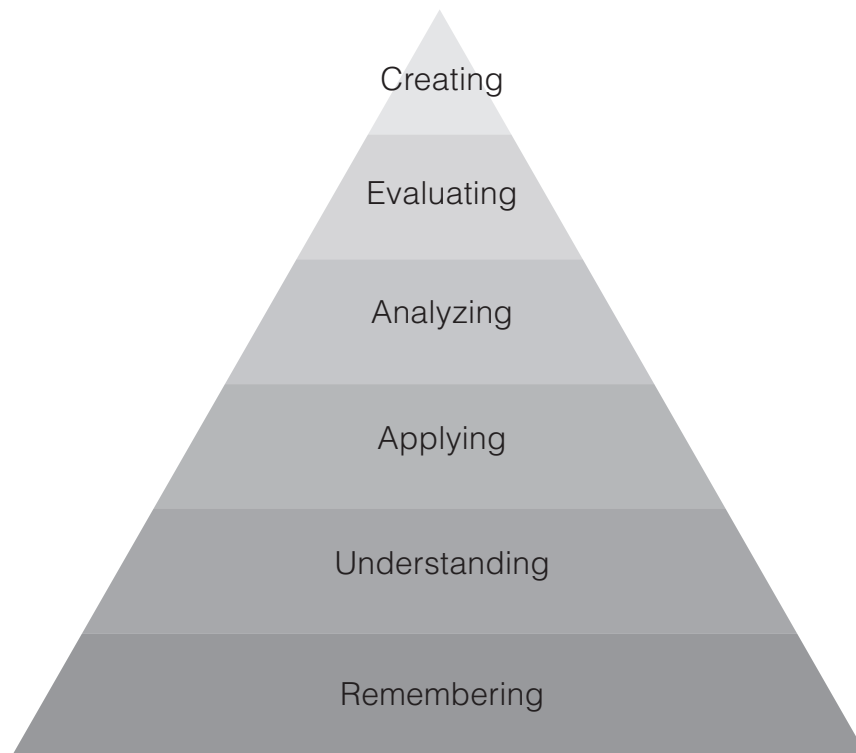 Creating
Evaluating
Analyzing
Applying
Understanding
Remembering